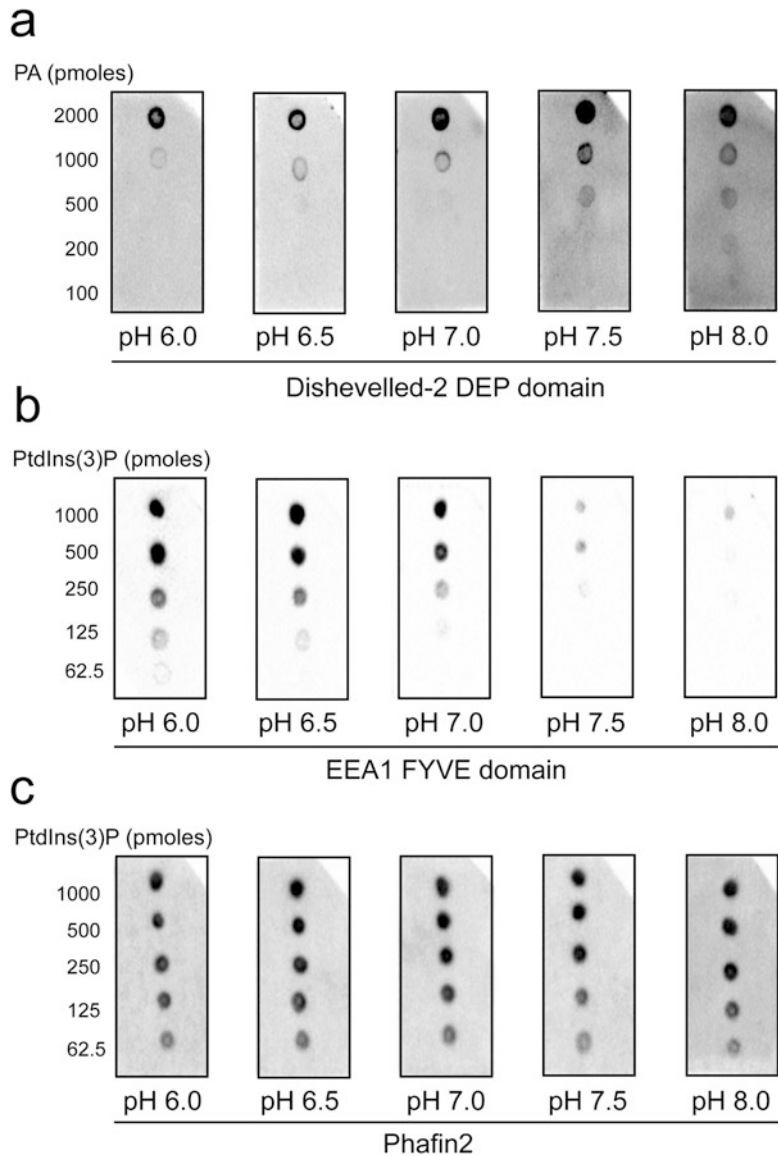 a
PA (pmoles)
2000
1000
500
200
100
pH 6.0 pH 6.5 pH 7.0 pH 7.5 pH 8.0
Dishevelled-2 DEP domain
b
PtdIns(3)P (pmoles)
1000
500
250
125
62.5
pH 6.0 pH 6.5 pH 7.0 pH 7.5 pH 8.0
EEA1 FYVE domain
c
PtdIns(3)P (pmoles)
1000
500
250
125
62.5
pH 6.0 pH 6.5 pH 7.0 pH 7.5 pH 8.0
Phafin2